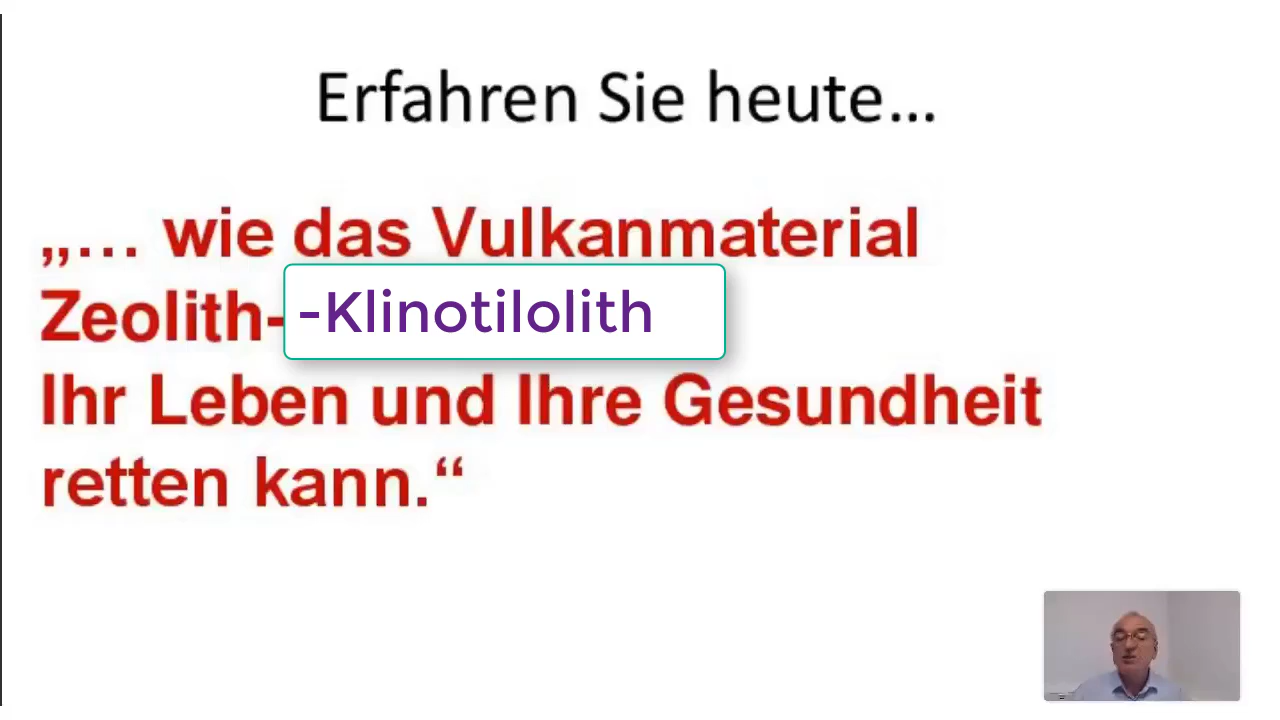 Erfahren Sie heute...
„... wie das Vulkanmaterial
Zeolith- -Klinotilolith
Ihr Leben und Ihre Gesundheit
retten kann.“